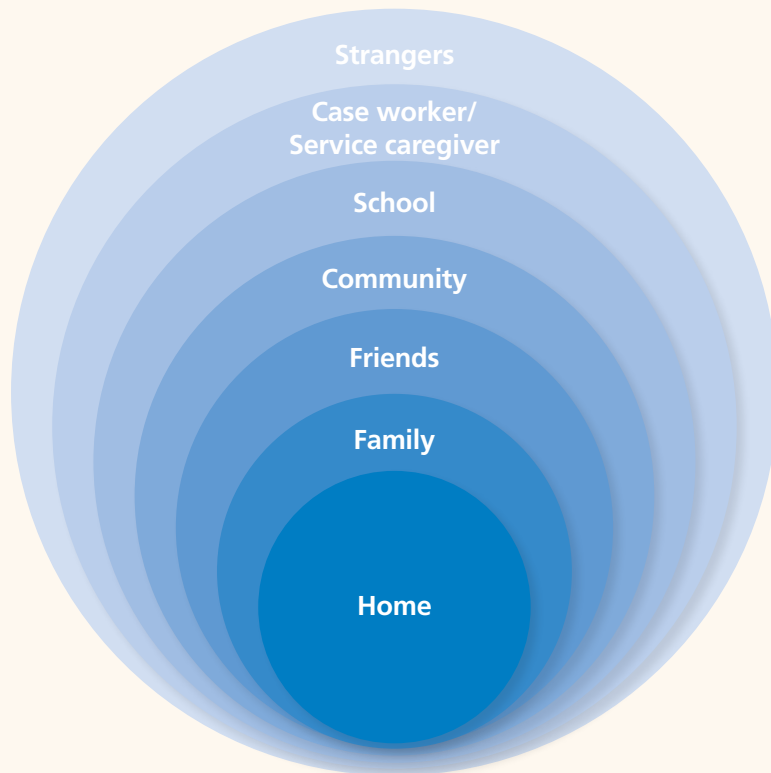 Strangers
Case worker/
Service caregiver
School
Community
Friends
Family
Home